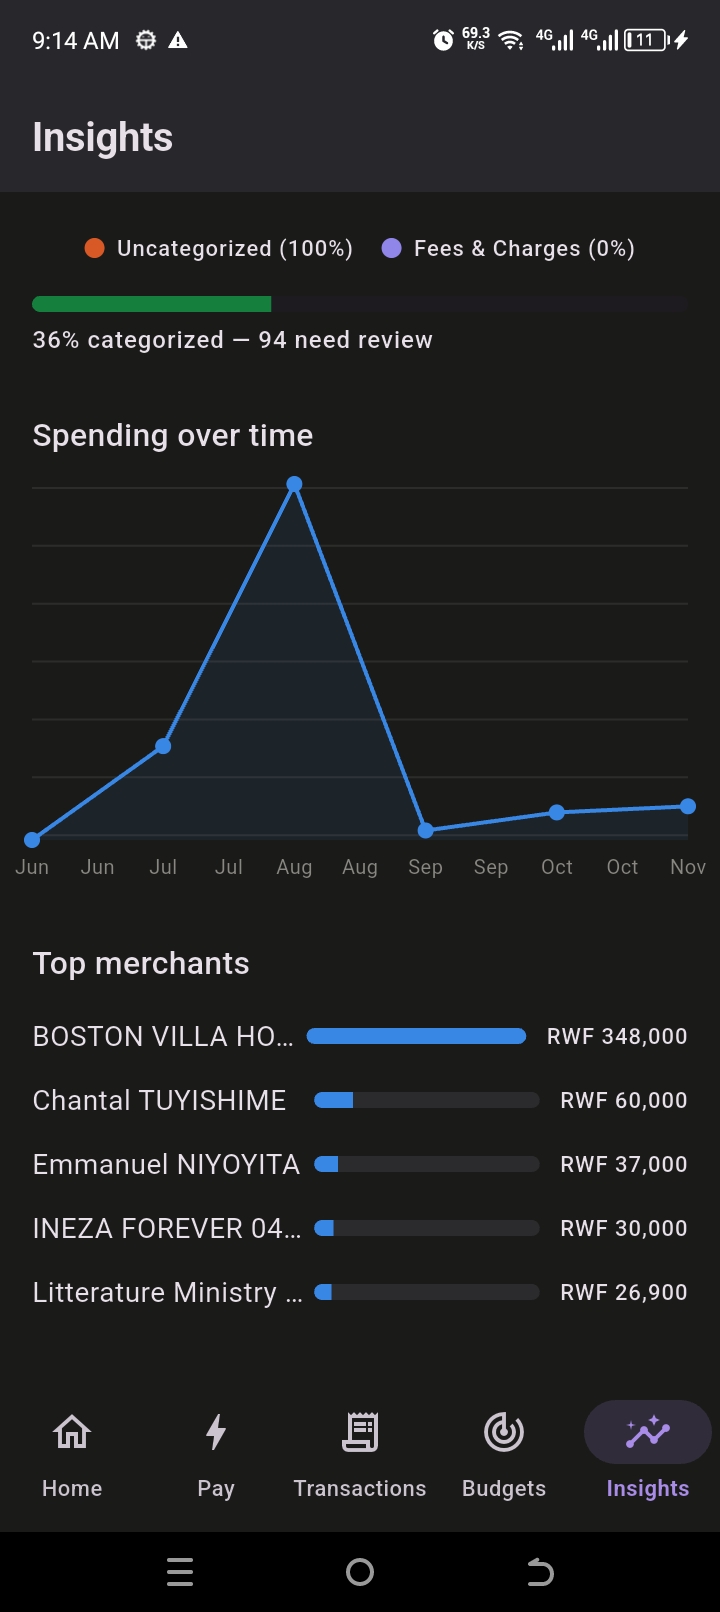 9:14 AM 69.3 K/S 4G 4G 11
Insights
Uncategorized (100%) Fees & Charges (0%)
36% categorized — 94 need review
Spending over time
Jun Jun Jul Jul Aug Aug Sep Sep Oct Oct Nov
Top merchants
BOSTON VILLA HO... RWF 348,000
Chantal TUYISHIME RWF 60,000
Emmanuel NIYOYITA RWF 37,000
INEZA FOREVER 04... RWF 30,000
Litterature Ministry ... RWF 26,900
Home Pay Transactions Budgets Insights